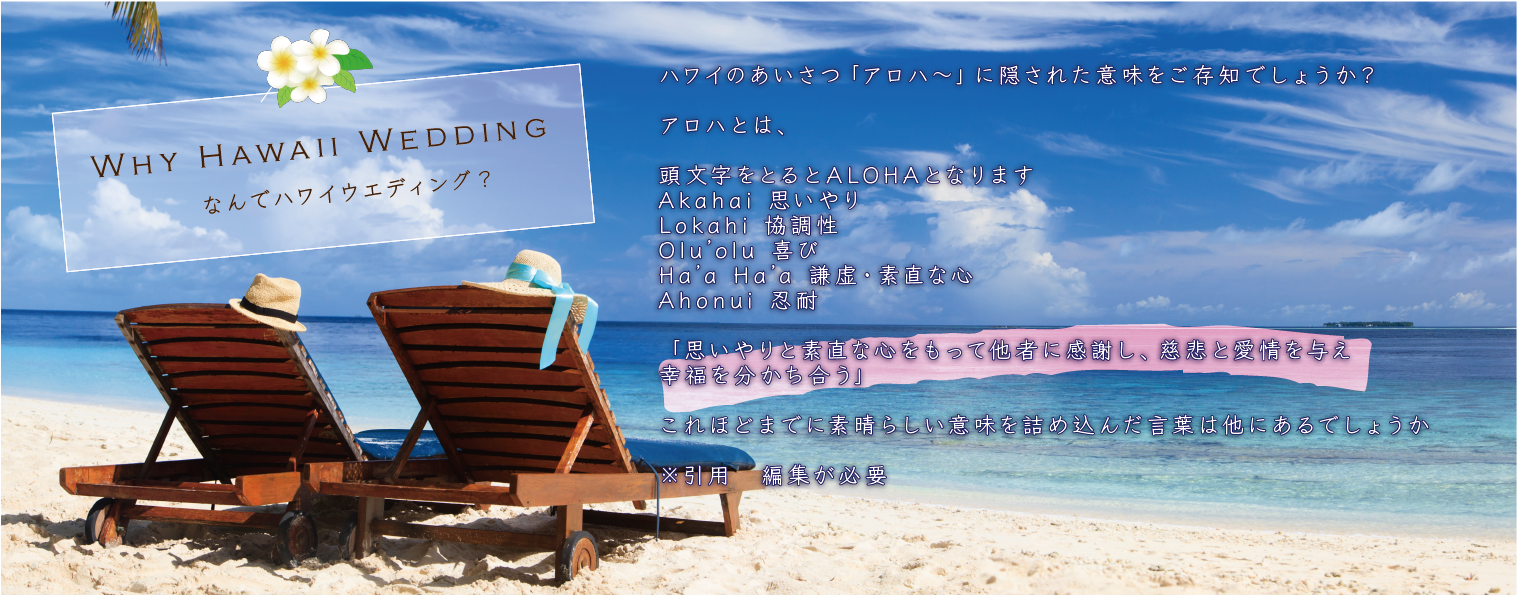 WHY HAWAII WEDDING
なんでハワイウエディング？
ハワイのあいさつ「アロハ～」に隠された意味をご存知でしょうか？
アロハとは、
頭文字をとるとALOHAとなります
Akahai 思いやり
Lokahi 協調性
Olu’olu 喜び
Ha’a Ha’a 謙虚・素直な心
Ahonui 忍耐
「思いやりと素直な心をもって他者に感謝し、慈悲と愛情を与え
幸福を分かち合う」
これほどまでに素晴らしい意味を詰め込んだ言葉は他にあるでしょうか
※引用　編集が必要